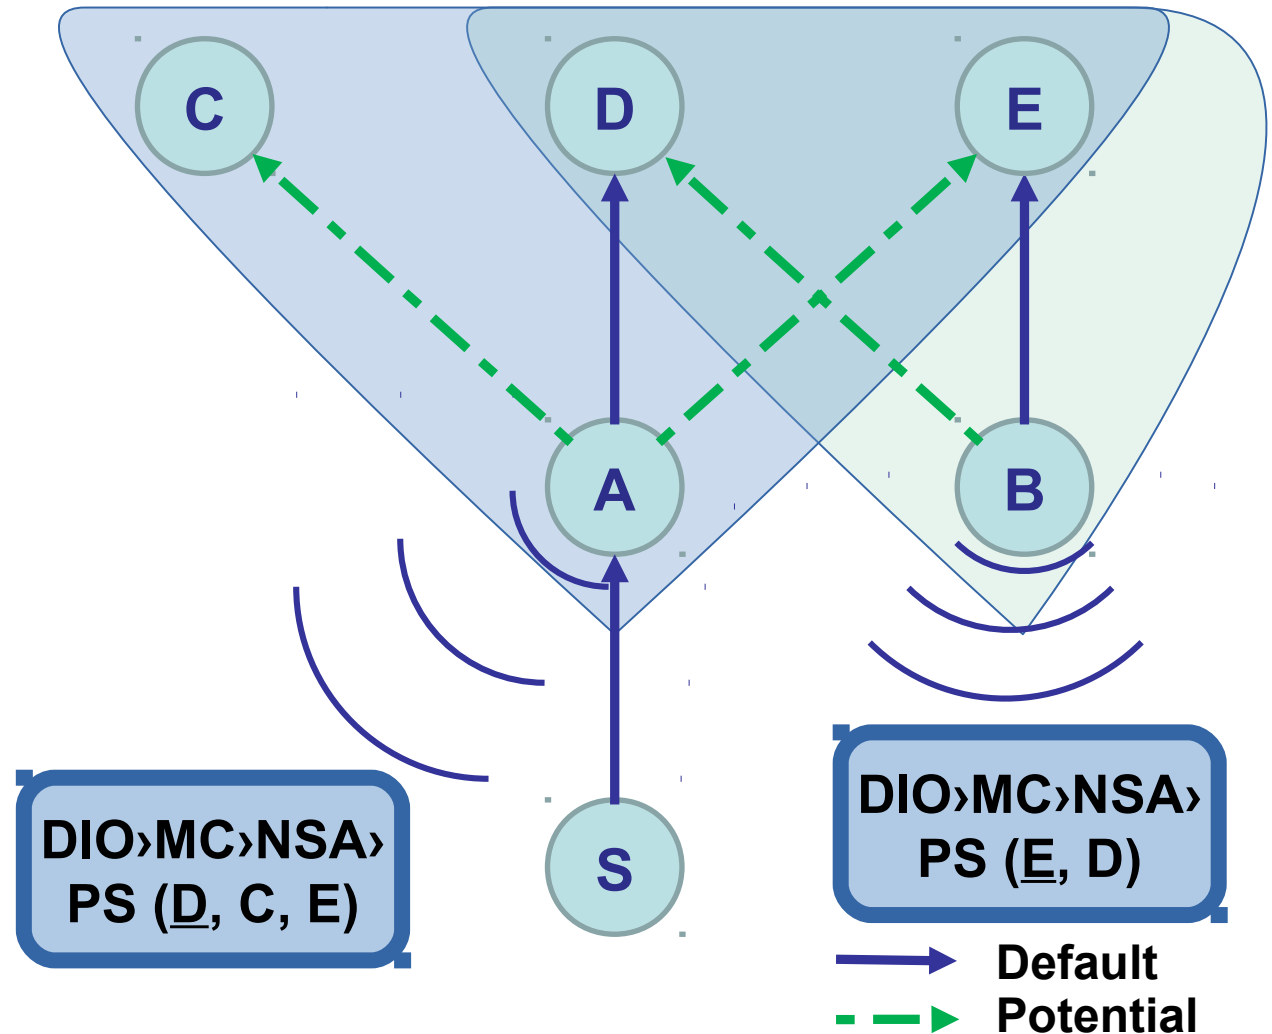 C
D
E
A
B
S
DIO›MC›NSA›
PS (D, C, E)
DIO›MC›NSA›
PS (E, D)
Default
Potential